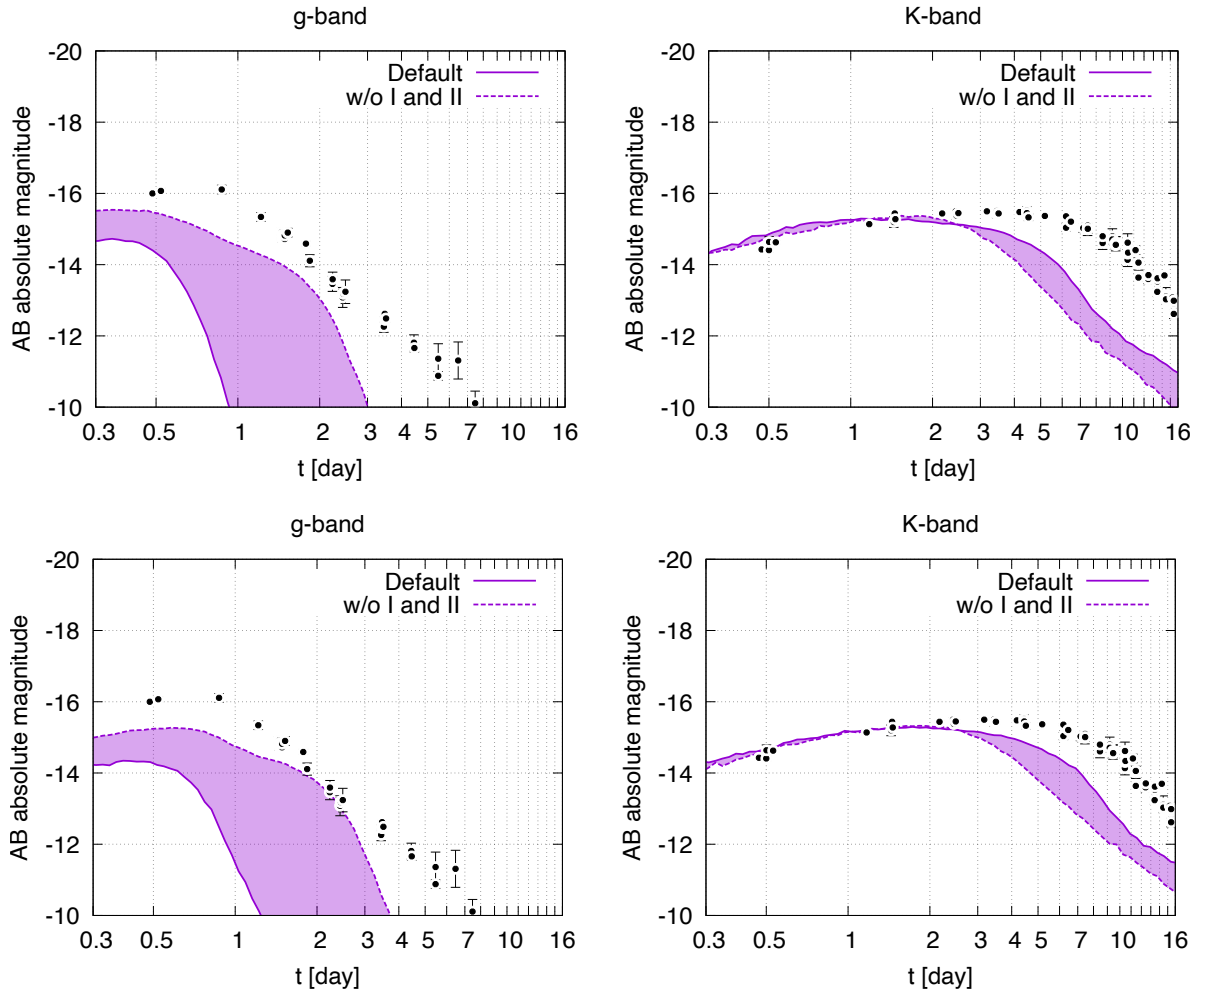 g-band
-20
-18
-16
-14
-12
-10
0.3 0.5 1 2 3 4 5 7 10 16
AB absolute magnitude
t [day]
Default
w/o I and II
K-band
-20
-18
-16
-14
-12
-10
0.3 0.5 1 2 3 4 5 7 10 16
AB absolute magnitude
t [day]
Default
w/o I and II
g-band
-20
-18
-16
-14
-12
-10
0.3 0.5 1 2 3 4 5 7 10 16
AB absolute magnitude
t [day]
Default
w/o I and II
K-band
-20
-18
-16
-14
-12
-10
0.3 0.5 1 2 3 4 5 7 10 16
AB absolute magnitude
t [day]
Default
w/o I and II